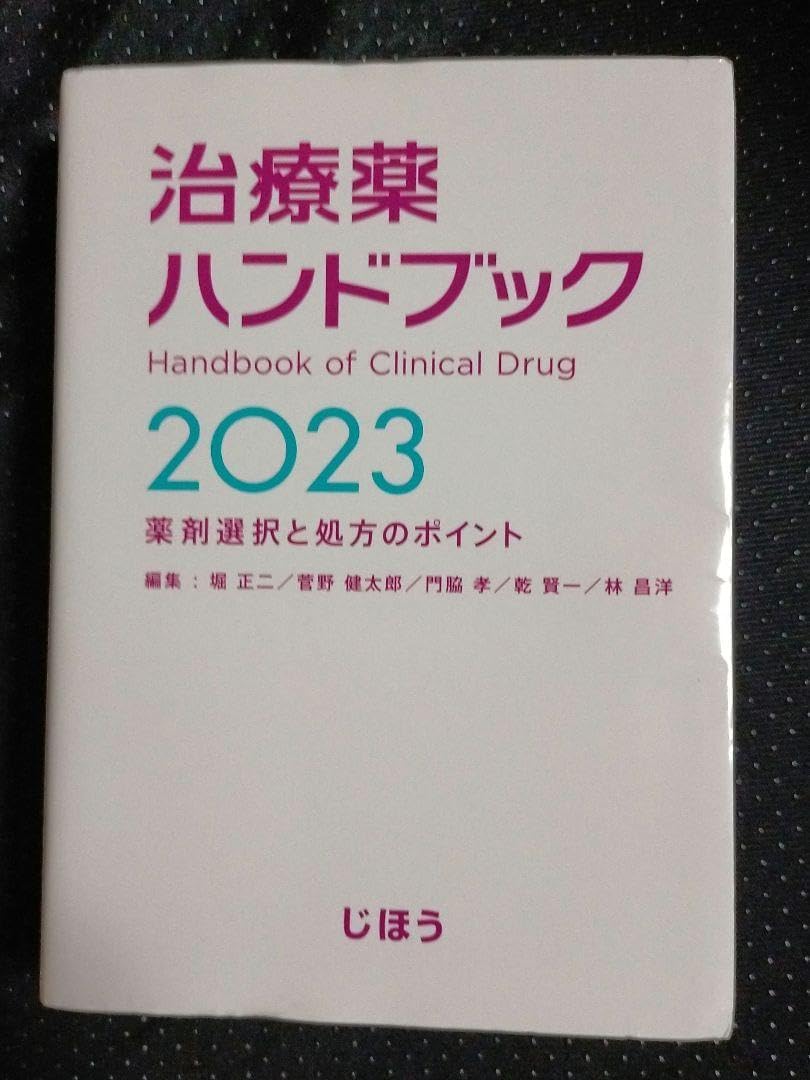 治療薬
ハンドブック
Handbook of Clinical Drug
2023
薬剤選択と処方のポイント
編集：堀 正二／菅野 健太郎／門脇 孝／乾 賢一／林 昌洋
じほう